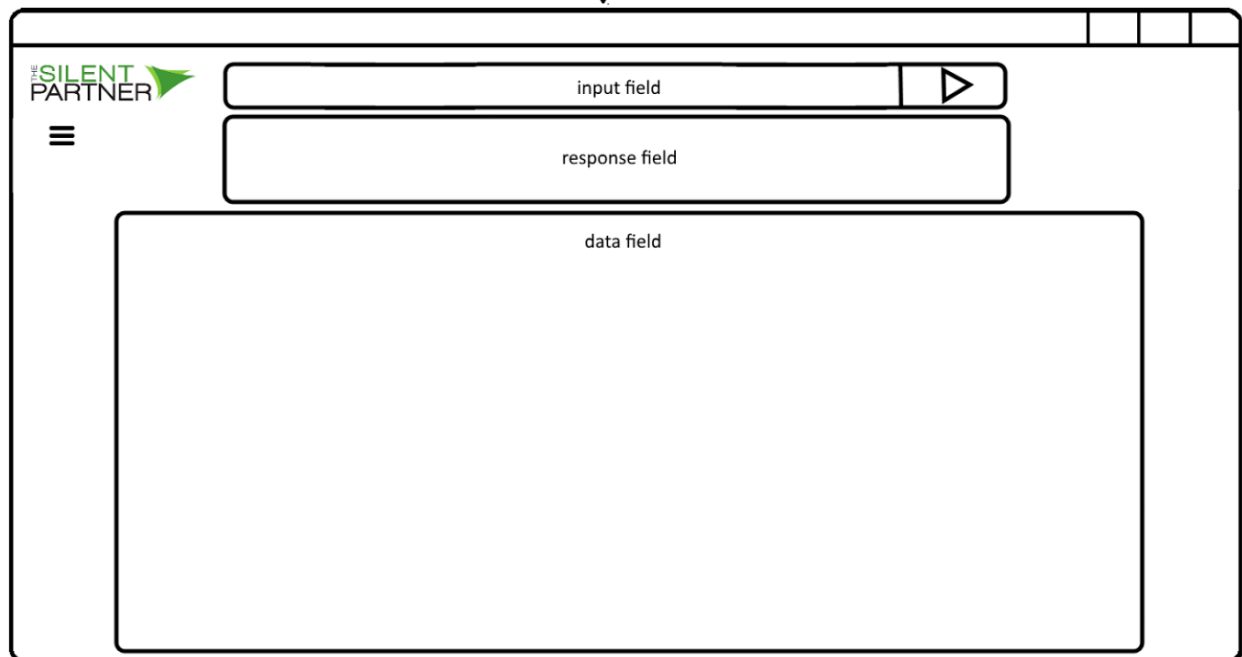 THE
SILENT
PARTNER
input field
response field
data field